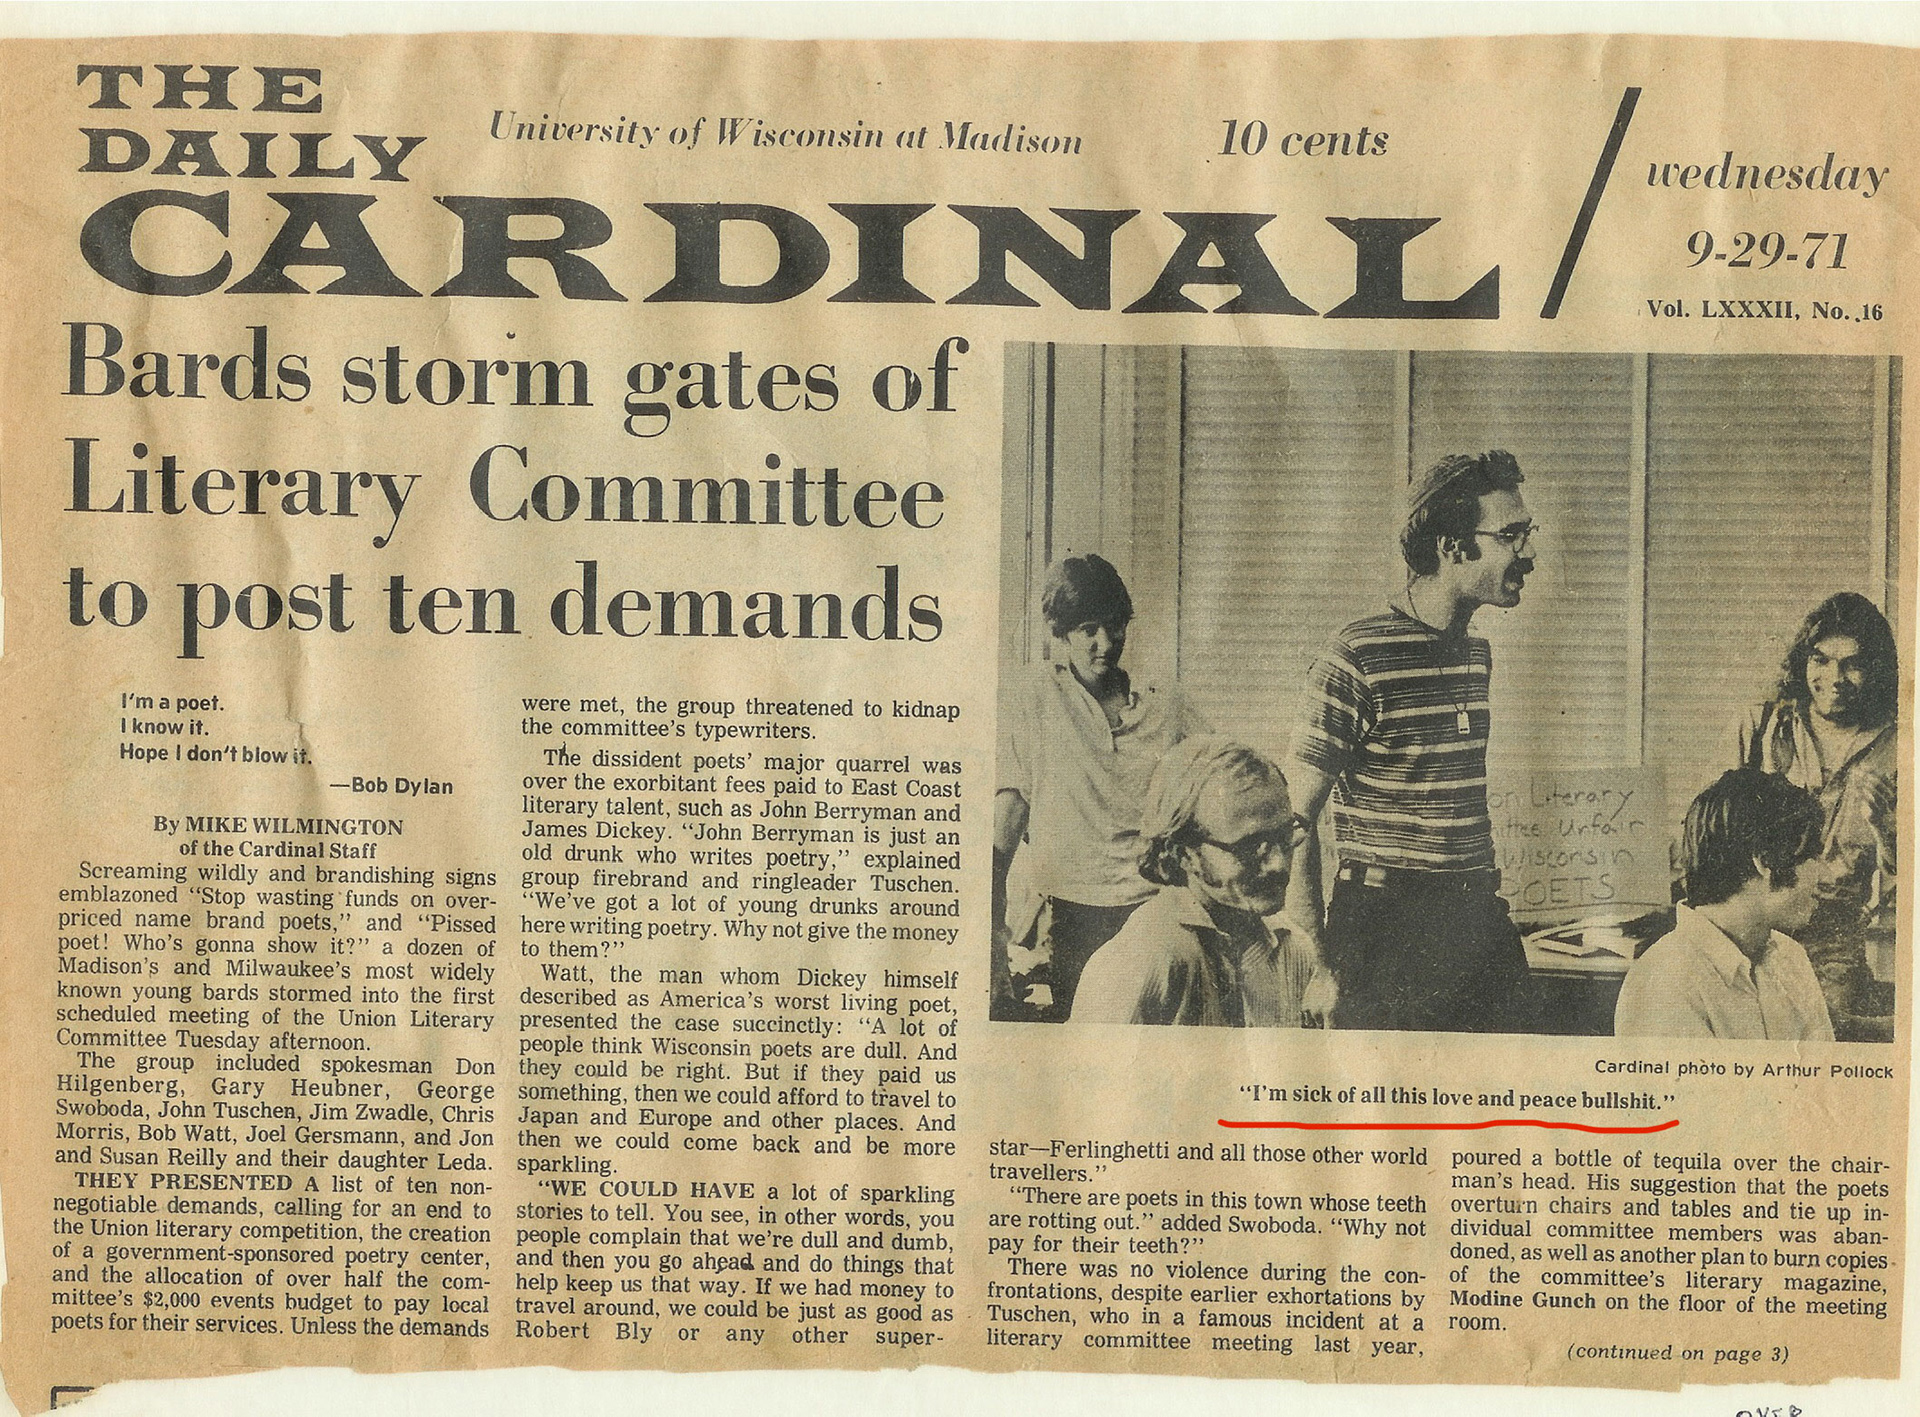 THE
DAILY
CARDINAL
University of Wisconsin at Madison
10 cents
wednesday
9-29-71
Vol. LXXXII, No. 16
Bards storm gates of
Literary Committee
to post ten demands
I'm a poet.
I know it.
Hope I don't blow it.
—Bob Dylan
By MIKE WILMINGTON
of the Cardinal Staff
Screaming wildly and brandishing signs
emblazoned "Stop wasting funds on over-
priced name brand poets," and "Pissed
poet! Who's gonna show it?" a dozen of
Madison's and Milwaukee's most widely
known young bards stormed into the first
scheduled meeting of the Union Literary
Committee Tuesday afternoon.
The group included spokesman Don
Hilgenberg, Gary Heubner, George
Swoboda, John Tuschen, Jim Zwadle, Chris
Morris, Bob Watt, Joel Gersmann, and Jon
and Susan Reilly and their daughter Leda.
THEY PRESENTED A list of ten non-
negotiable demands, calling for an end to
the Union literary competition, the creation
of a government-sponsored poetry center,
and the allocation of over half the com-
mittee's $2,000 events budget to pay local
poets for their services. Unless the demands
were met, the group threatened to kidnap
the committee's typewriters.
The dissident poets' major quarrel was
over the exorbitant fees paid to East Coast
literary talent, such as John Berryman and
James Dickey. "John Berryman is just an
old drunk who writes poetry," explained
group firebrand and ringleader Tuschen.
"We've got a lot of young drunks around
here writing poetry. Why not give the money
to them?"
Watt, the man whom Dickey himself
described as America's worst living poet,
presented the case succinctly: "A lot of
people think Wisconsin poets are dull. And
they could be right. But if they paid us
something, then we could afford to travel to
Japan and Europe and other places. And
then we could come back and be more
sparkling.
"WE COULD HAVE a lot of sparkling
stories to tell. You see, in other words, you
people complain that we're dull and dumb,
and then you go ahead and do things that
help keep us that way. If we had money to
travel around, we could be just as good as
Robert Bly or any other super-
on Literary
ittee Unfair
Wisconsin
POETS
Cardinal photo by Arthur Pollock
"I'm sick of all this love and peace bullshit."
star—Ferlinghetti and all those other world
travellers."
"There are poets in this town whose teeth
are rotting out." added Swoboda. "Why not
pay for their teeth?"
There was no violence during the con-
frontations, despite earlier exhortations by
Tuschen, who in a famous incident at a
literary committee meeting last year,
poured a bottle of tequila over the chair-
man's head. His suggestion that the poets
overturn chairs and tables and tie up in-
dividual committee members was aban-
doned, as well as another plan to burn copies
of the committee's literary magazine,
Modine Gunch on the floor of the meeting
room.
(continued on page 3)